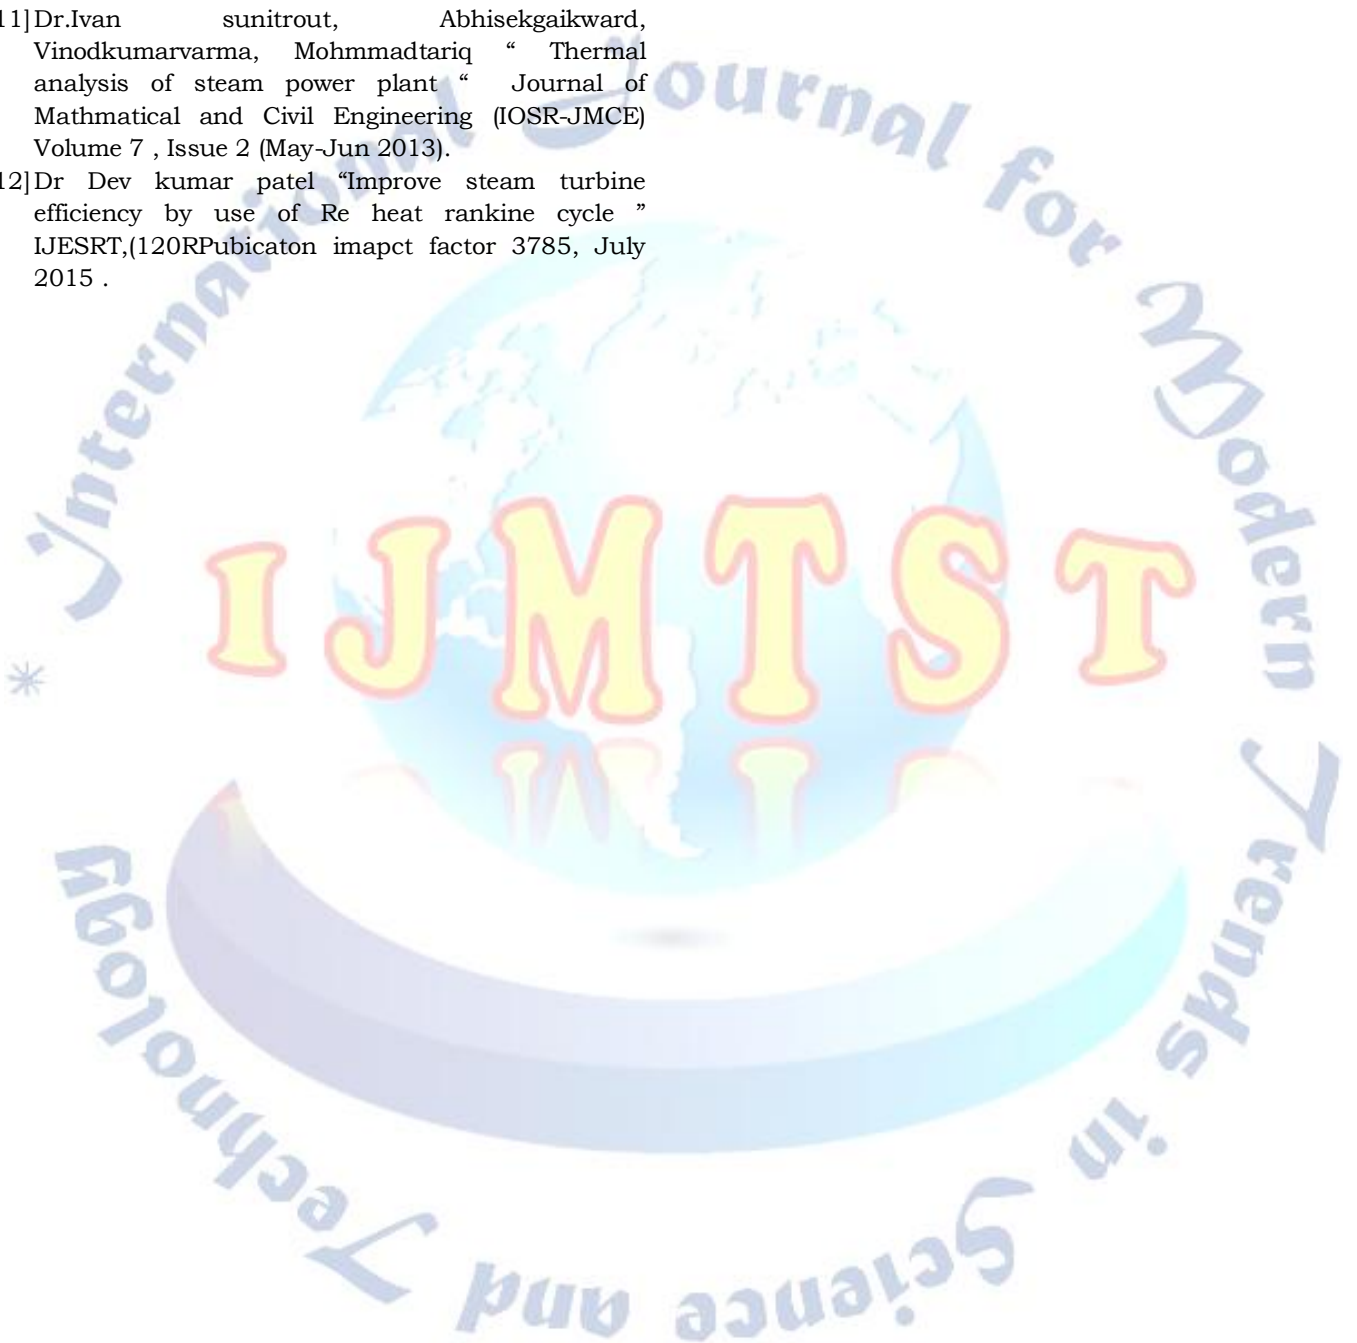 11]Dr.Ivan sunitrout, Abhisekgaikward,
Vinodkumarvarma, Mohmmadtariq “ Thermal
analysis of steam power plant “ Journal of
Mathmatical and Civil Engineering (IOSR-JMCE)
Volume 7 , Issue 2 (May-Jun 2013).
12]Dr Dev kumar patel “Improve steam turbine
efficiency by use of Re heat rankine cycle ”
IJESRT,(120RPubicaton imapct factor 3785, July
2015 .
International Journal for Modern Trends in Science and Technology
*
IJMTST